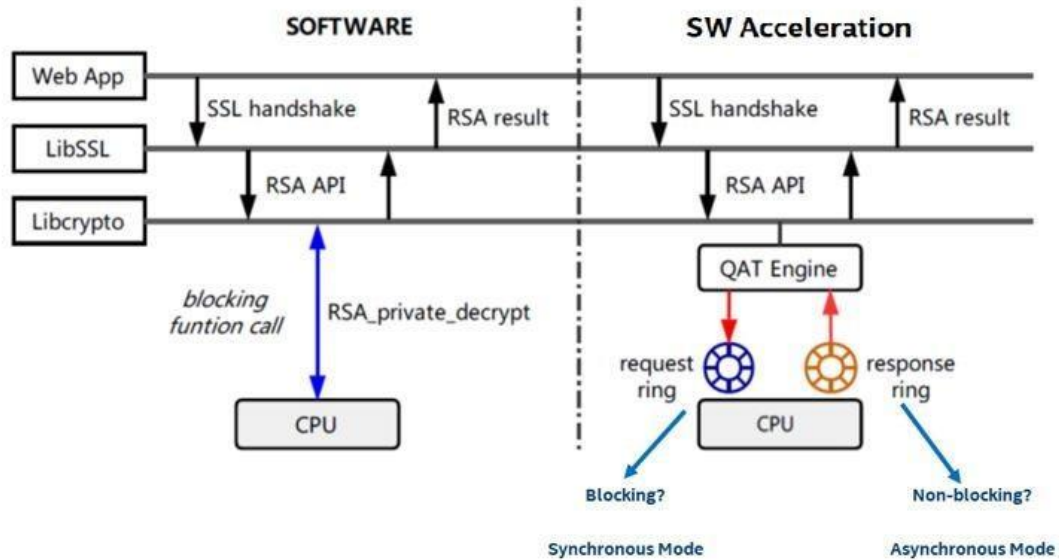 SOFTWARE
SW Acceleration
Web App
SSL handshake
RSA result
SSL handshake
RSA result
LibSSL
RSA API
RSA API
Libcrypto
QAT Engine
blocking
funtion call
RSA_private_decrypt
request
ring
response
ring
CPU
CPU
Blocking?
Non-blocking?
Synchronous Mode
Asynchronous Mode